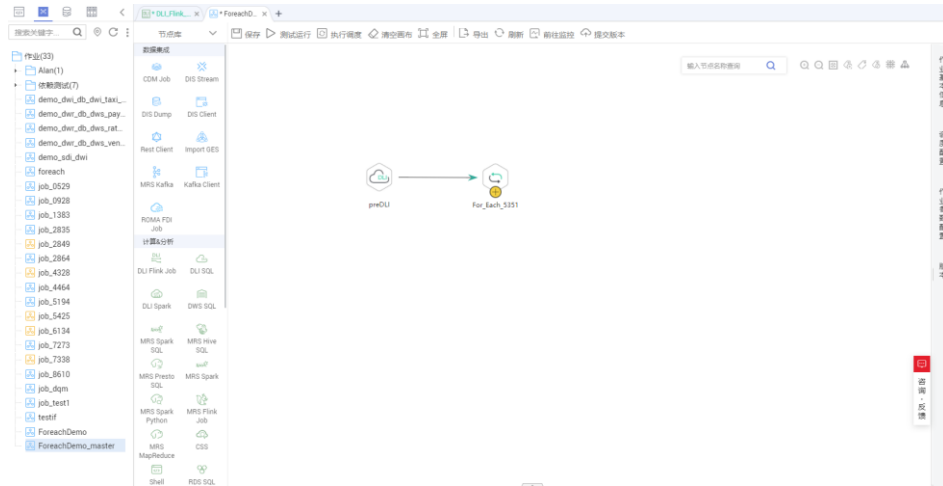 * DLI_Flink_... ×
* ForeachD... ×
搜索关键字...
节点库
保存
测试运行
执行调度
清空画布
全屏
导出
刷新
前往监控
提交版本
作业(33)
Alan(1)
依赖测试(7)
demo_dwi_db_dwi_taxi_...
demo_dwr_db_dws_pay...
demo_dwr_db_dws_rat...
demo_dwr_db_dws_ven...
demo_sdi_dwi
foreach
job_0529
job_0928
job_1383
job_2835
job_2849
job_2864
job_4328
job_4464
job_5194
job_5425
job_6134
job_7273
job_7338
job_8610
job_dqm
job_test1
testif
ForeachDemo
ForeachDemo_master
数据集成
CDM Job
DIS Stream
DIS Dump
DIS Client
Rest Client
Import GES
MRS Kafka
Kafka Client
ROMA FDI
Job
计算&分析
DLI
DLI Flink Job
DLI SQL
DLI Spark
DWS SQL
MRS Spark
SQL
MRS Hive
SQL
MRS Presto
SQL
MRS Spark
MRS Spark
Python
MRS Flink
Job
MRS
MapReduce
CSS
Shell
RDS SQL
输入节点名称查询
DLI
preDLI
For_Each_5351
咨询·反馈